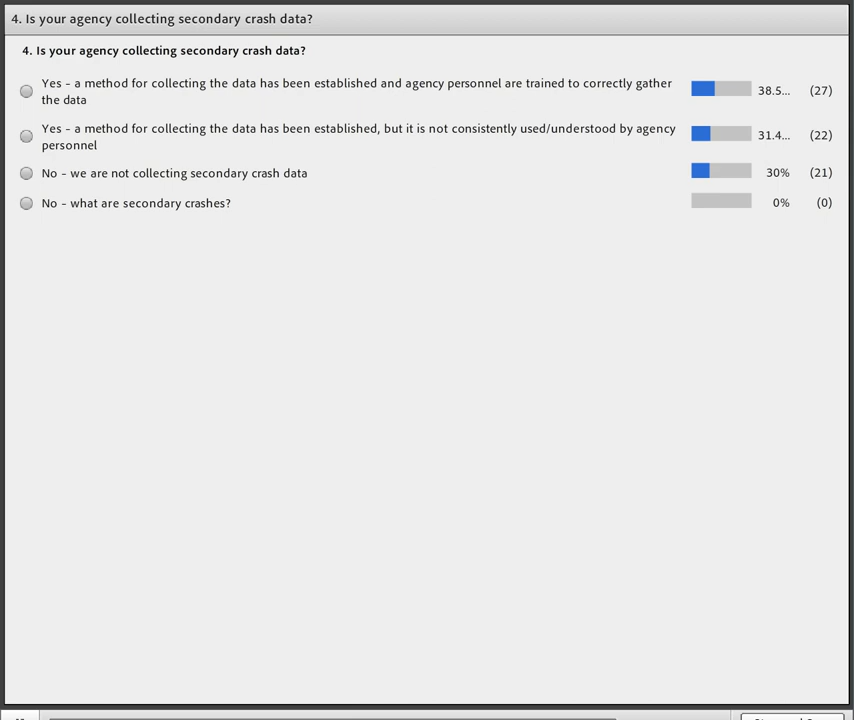 4. Is your agency collecting secondary crash data?
4. Is your agency collecting secondary crash data?
Yes - a method for collecting the data has been established and agency personnel are trained to correctly gather
the data
38.5... (27)
Yes - a method for collecting the data has been established, but it is not consistently used/understood by agency
personnel
31.4... (22)
No - we are not collecting secondary crash data
30% (21)
No - what are secondary crashes?
0% (0)